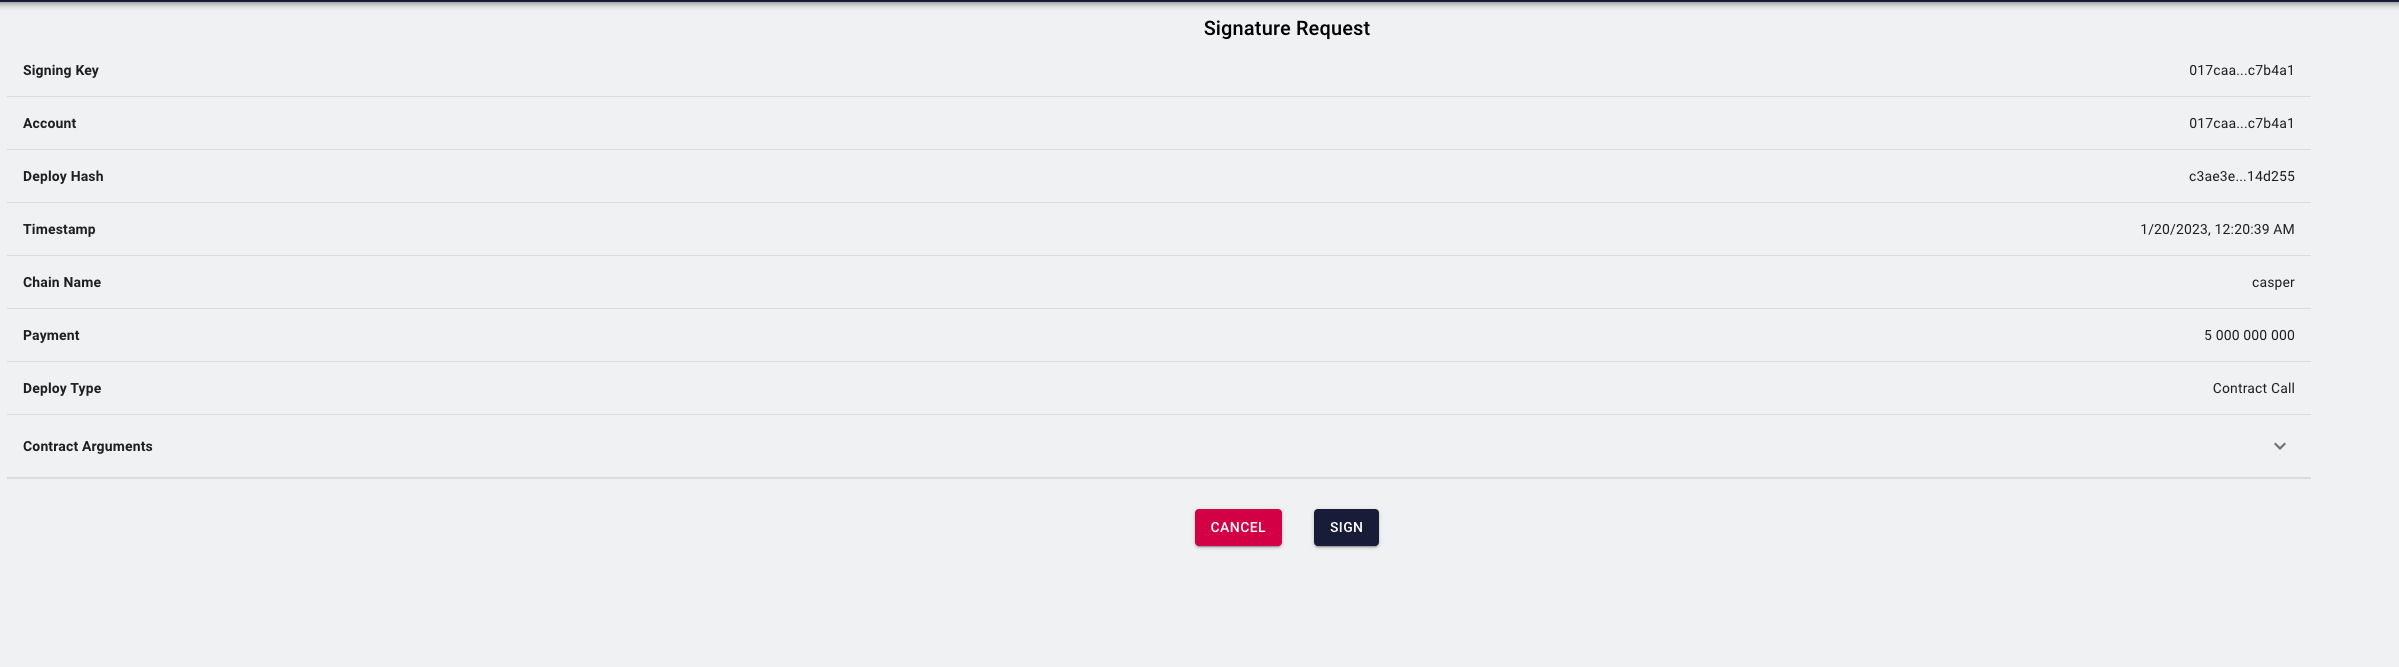 Signature Request
Signing Key 017caa...c7b4a1
Account 017caa...c7b4a1
Deploy Hash c3ae3e...14d255
Timestamp 1/20/2023, 12:20:39 AM
Chain Name casper
Payment 5 000 000 000
Deploy Type Contract Call
Contract Arguments
CANCEL SIGN